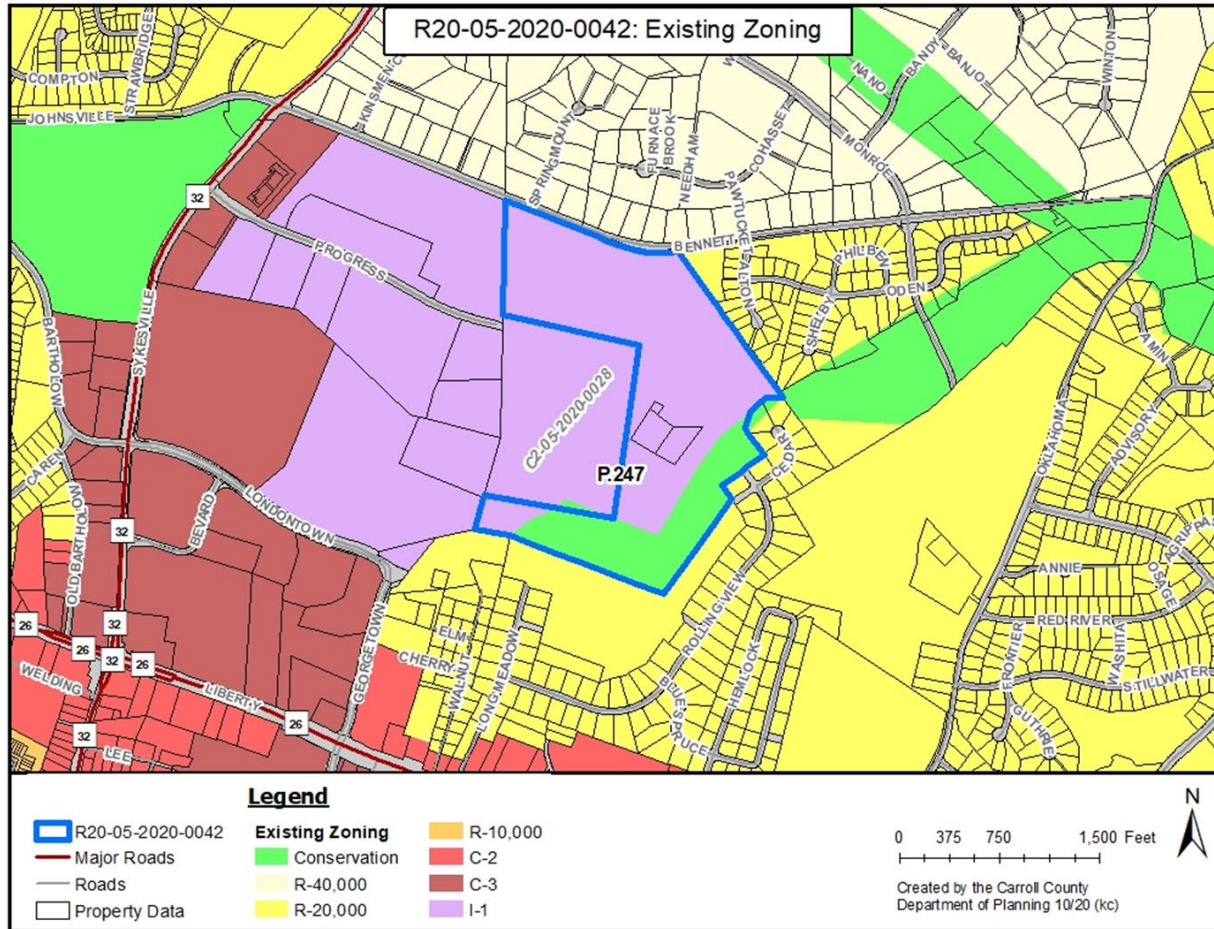 R20-05-2020-0042: Existing Zoning
COMPTON
STRAWBRIDGE
JOHNSVILLE
KINSMEN
SPRINGMOUNT
FURNACE
BROOK
NEEDHAM
COHASSET
MONROE
NANO
BANDY
BANJO
WINTON
32
PROGRESS
BENNETT
PAWTUCKET
ALTON
SHELBY
PHILBEN
ODEN
BARTHOLOW
SYKESVILLE
C2-05-2020-0028
P.247
CEDAR
OKLAHOMA
AMIN
ADVISORY
CAREN
OLD BARTHOLOW
BEVARD
LONDONTOWN
32
AGRIPPA
ANNIE
OSAGE
RED RIVER
WASHITA
FRONTIER
STILLWATER
GUTHRIE
26
26
32
32
26
WELDING
LIBERTY
26
32
LEE
GEORGETOWN
ELM
CHERRY
WALNUT
LONGMEADOW
ROLLING VIEW
BLUE SPRUCE
HEMLOCK
Legend
R20-05-2020-0042
Major Roads
Roads
Property Data
Existing Zoning
Conservation
R-40,000
R-20,000
R-10,000
C-2
C-3
I-1
0 375 750 1,500 Feet
N
Created by the Carroll County
Department of Planning 10/20 (kc)